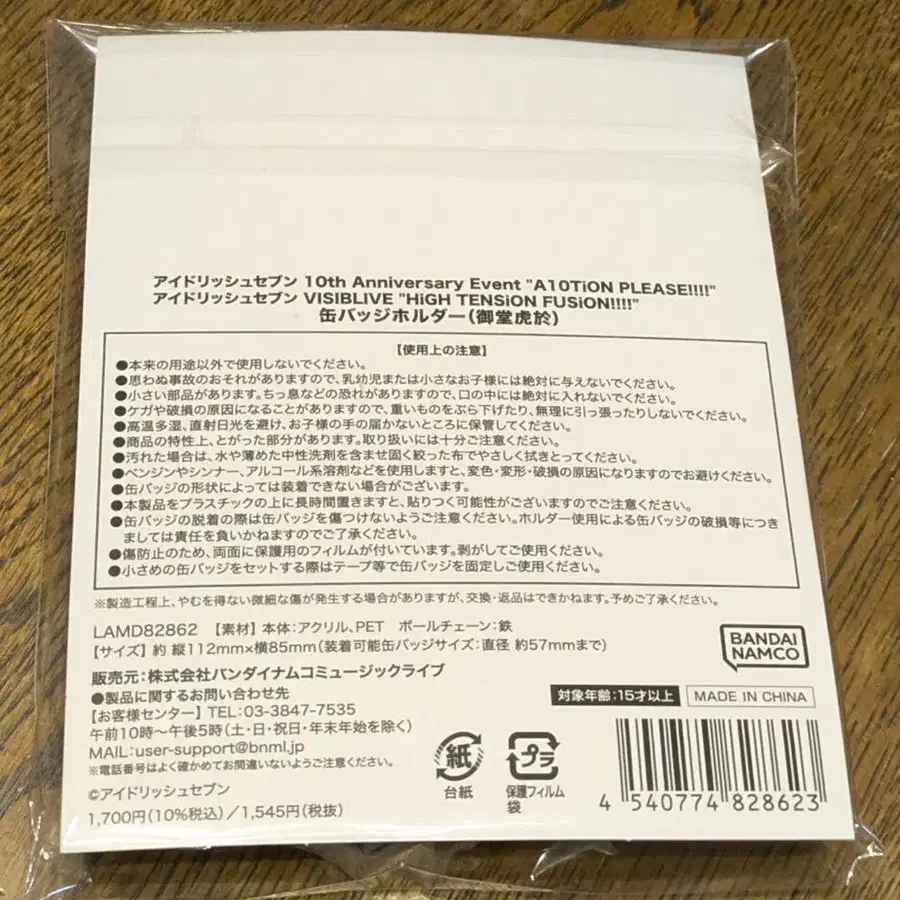 アイドリッシュセブン 10th Anniversary Event "A10TiON PLEASE!!!!"
アイドリッシュセブン VISIBLIVE "HiGH TENSiON FUSiON!!!!"
缶バッジホルダー(御堂虎於)
【使用上の注意】
●本来の用途以外で使用しないでください。
●思わぬ事故のおそれがありますので、乳幼児または小さなお子様には絶対に与えないでください。
●小さい部品があります。ちっ息などの恐れがありますので、口の中には絶対に入れないでください。
●ケガや破損の原因になることがありますので、重いものをぶら下げたり、無理に引っ張ったりしないでください。
●高温多湿、直射日光を避け、お子様の手の届かないところに保管してください。
●商品の特性上、とがった部分があります。取り扱いには十分ご注意ください。
●汚れた場合は、水や薄めた中性洗剤を含ませ固く絞った布でやさしく拭きとってください。
●ベンジンやシンナー、アルコール系溶剤などを使用しますと、変色・変形・破損の原因になりますのでお避けください。
●缶バッジの形状によっては装着できない場合がございます。
●本製品をプラスチックの上に長時間置きますと、貼りつく可能性がございますのでご注意ください。
●缶バッジの脱着の際は缶バッジを傷つけないようご注意ください。ホルダー使用による缶バッジの破損等につき
ましては責任を負いかねますのでご了承ください。
●傷防止のため、両面に保護用のフィルムが付いています。剥がしてご使用ください。
●小さめの缶バッジをセットする際はテープ等で缶バッジを固定しご使用ください。
※製造工程上、やむを得ない微細な傷が発生する場合がありますが、交換・返品はできかねます。予めご了承ください。
LAMD82862 【素材】本体:アクリル、PET ボールチェーン:鉄
【サイズ】約 縦112mm×横85mm(装着可能缶バッジサイズ:直径 約57mmまで)
BANDAI
NAMCO
販売元:株式会社バンダイナムコミュージックライブ
●製品に関するお問い合わせ先
【お客様センター】TEL:03-3847-7535
午前10時～午後5時(土・日・祝日・年末年始を除く)
MAIL:user-support@bnml.jp
※電話番号はよく確かめてお間違いないようご注意ください。
対象年齢:15才以上
MADE IN CHINA
紙
台紙
プラ
保護フィルム
袋
4 540774 828623
©アイドリッシュセブン
1,700円(10%税込)/1,545円(税抜)